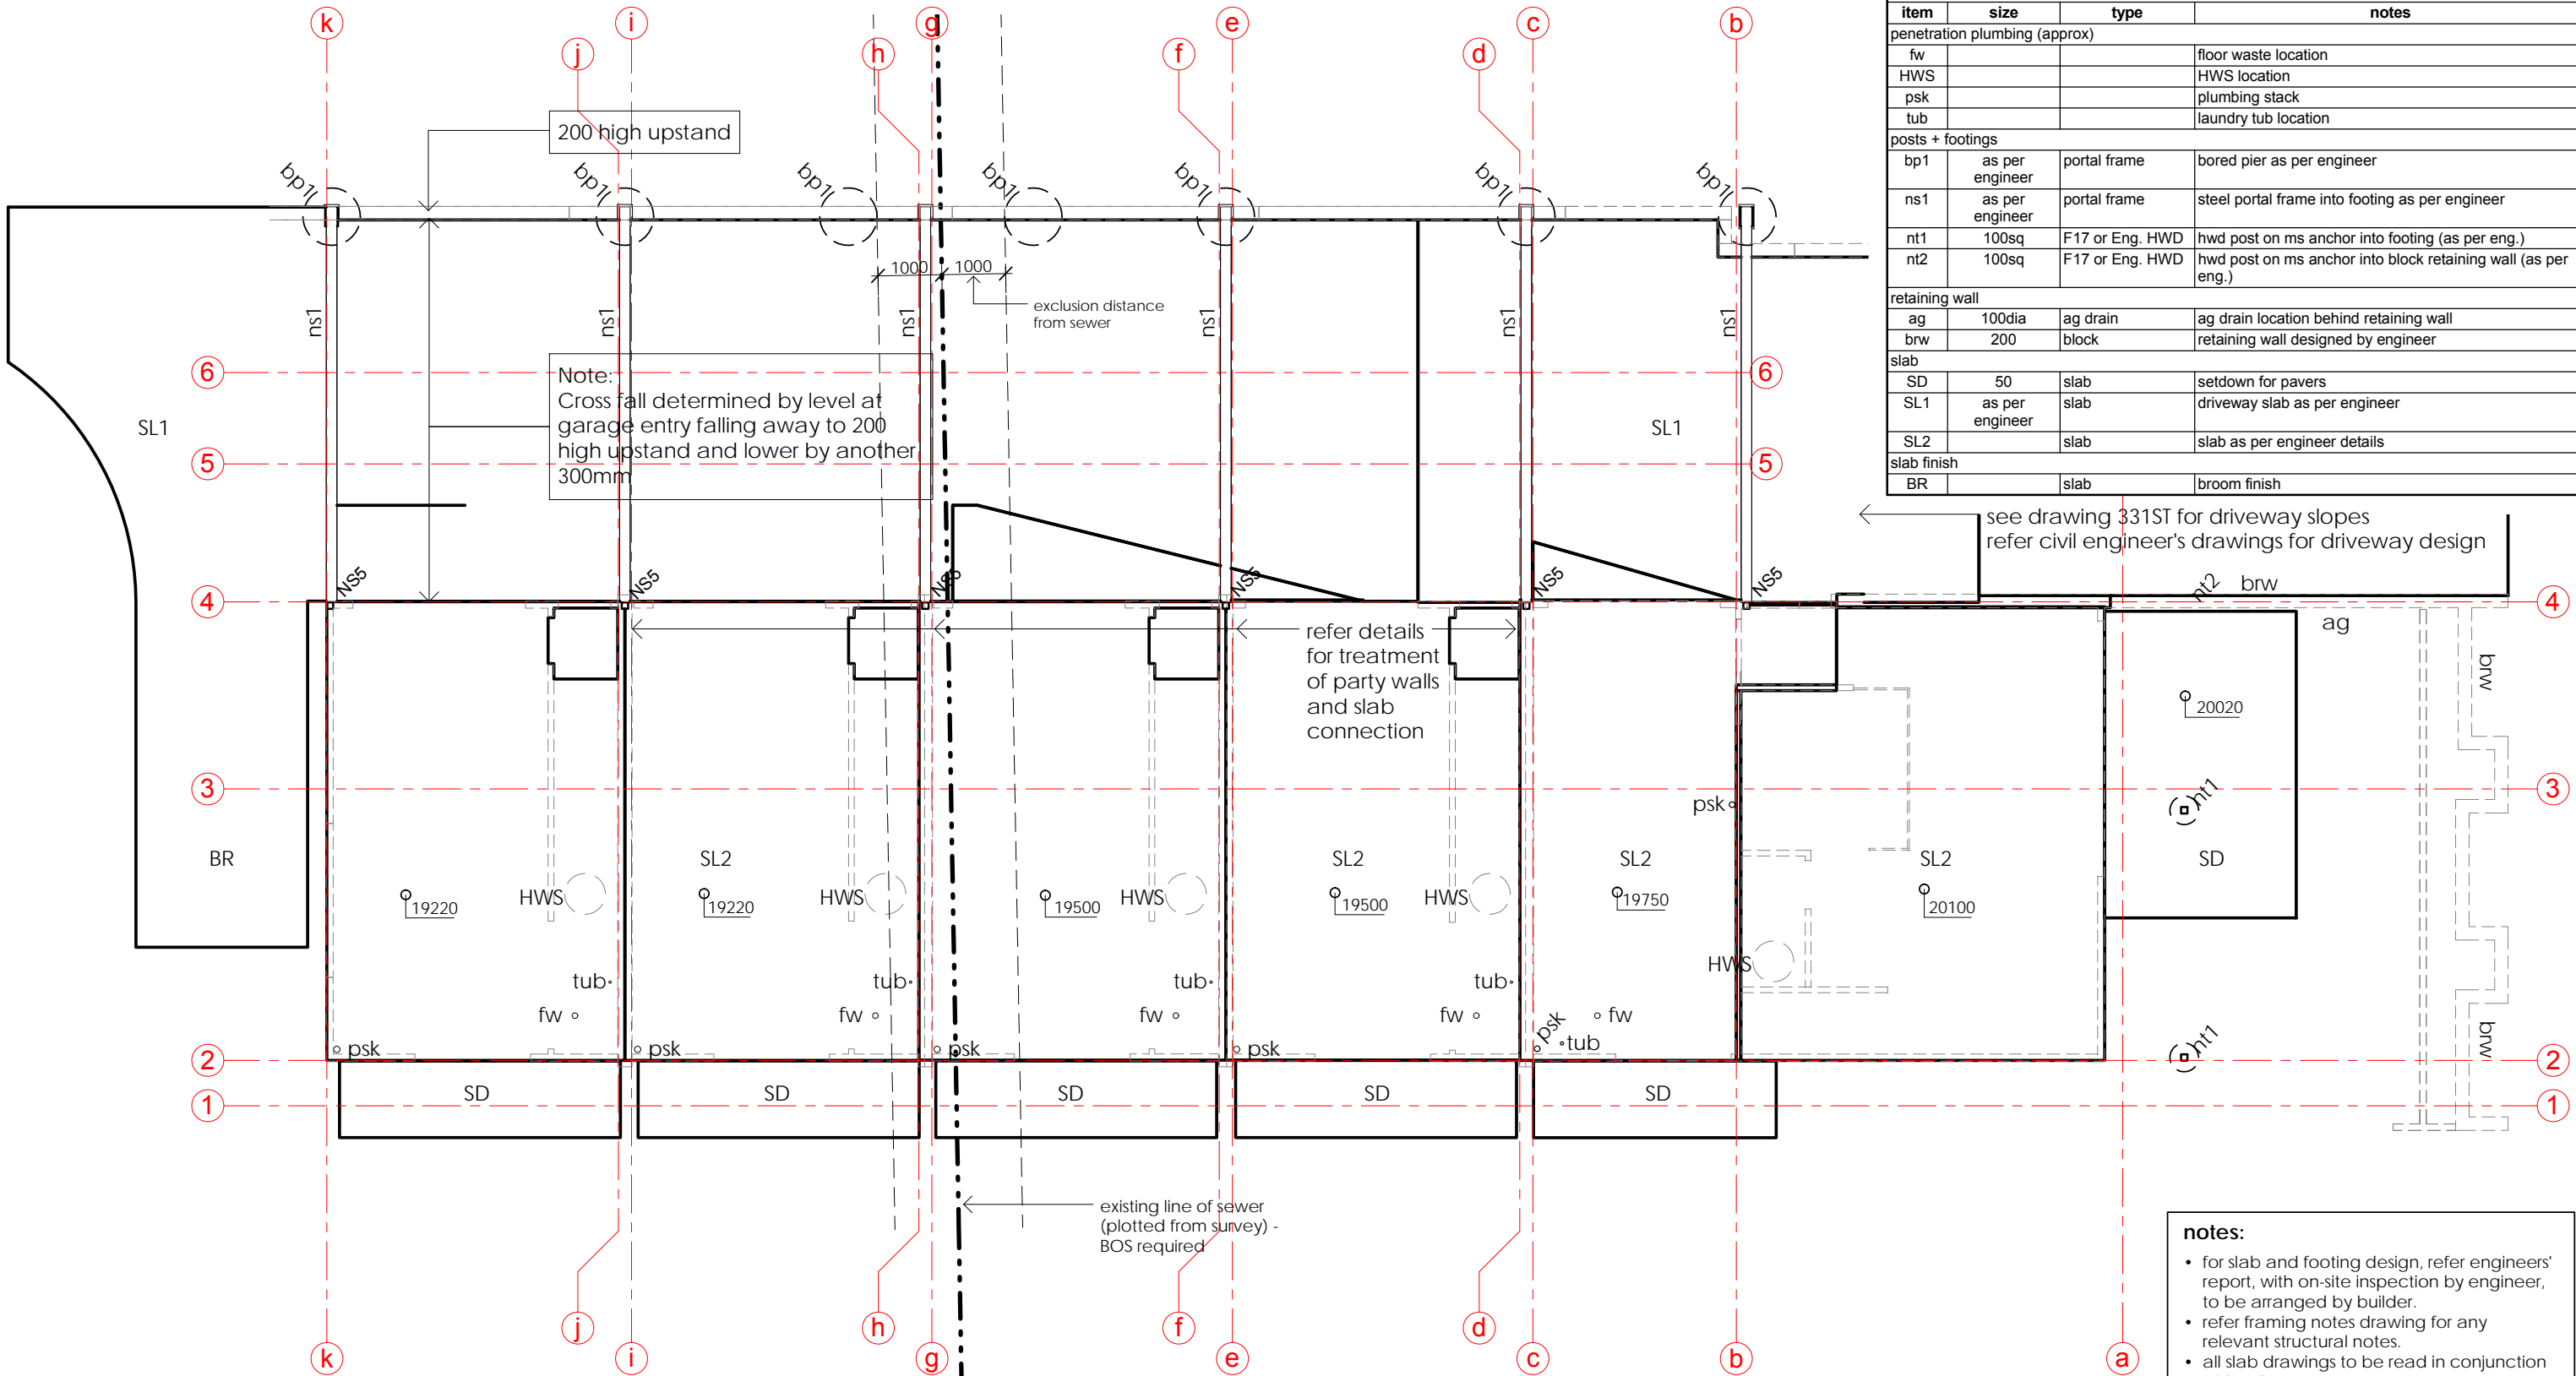 k
i
g
e
c
b
j
h
f
d
item size type notes
penetration plumbing (approx)
fw floor waste location
HWS HWS location
psk plumbing stack
tub laundry tub location
posts + footings
bp1 as per engineer portal frame bored pier as per engineer
ns1 as per engineer portal frame steel portal frame into footing as per engineer
nt1 100sq F17 or Eng. HWD hwd post on ms anchor into footing (as per eng.)
nt2 100sq F17 or Eng. HWD hwd post on ms anchor into block retaining wall (as per eng.)
retaining wall
ag 100dia ag drain ag drain location behind retaining wall
brw 200 block retaining wall designed by engineer
slab
SD 50 slab setdown for pavers
SL1 as per engineer slab driveway slab as per engineer
SL2 slab slab as per engineer details
slab finish
BR slab broom finish
200 high upstand
bp1 bp1 bp1 bp1 bp1 bp1 bp1
1000 1000
exclusion distance
from sewer
ns1 ns1 ns1 ns1 ns1 ns1
6 6
Note:
Cross fall determined by level at
garage entry falling away to 200
high upstand and lower by another
300mm
SL1 SL1
5 5
see drawing 331ST for driveway slopes
refer civil engineer's drawings for driveway design
NS5 NS5 NS5 NS5 NS5 NS5
nt2 brw
4 4
ag
refer details
for treatment
of party walls
and slab
connection
brw
20020
3 3
psk
nt1
BR SL2 SL2 SL2 SL2 SD
HWS HWS HWS HWS
19220 19220 19500 19500 19750 20100
HWS
tub tub tub tub
fw fw fw fw psk fw
tub
psk psk psk psk
nt1 brw
2 2
SD SD SD SD SD
1 1
existing line of sewer
(plotted from survey) -
BOS required
j
h
f
d
k
i
g
e
c
b
a
notes:
• for slab and footing design, refer engineers'
report, with on-site inspection by engineer,
to be arranged by builder.
• refer framing notes drawing for any
relevant structural notes.
• all slab drawings to be read in conjunction